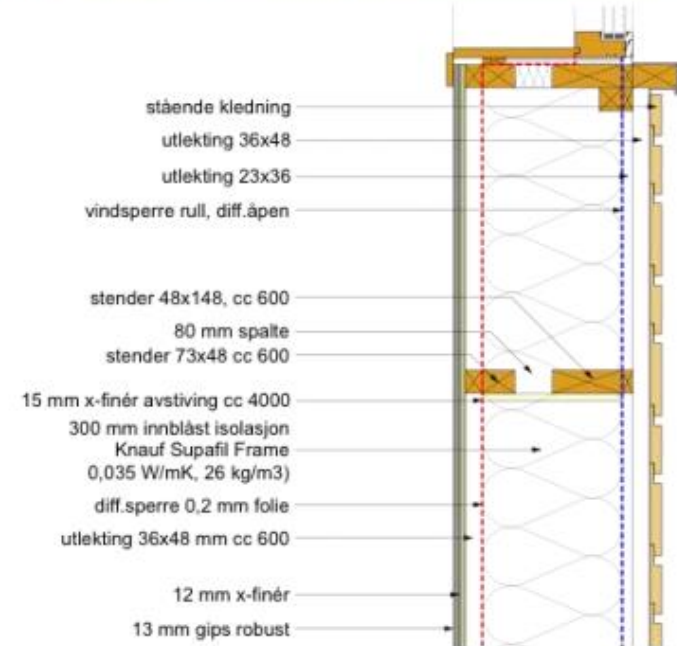 stående kledning
utlekting 36x48
utlekting 23x36
vindsperre rull, diff.åpen
stender 48x148, cc 600
80 mm spalte
stender 73x48 cc 600
15 mm x-finér avstiving cc 4000
300 mm innblåst isolasjon
Knauf Supafil Frame
0,035 W/mK, 26 kg/m3)
diff.sperre 0,2 mm folie
utlekting 36x48 mm cc 600
12 mm x-finér
13 mm gips robust